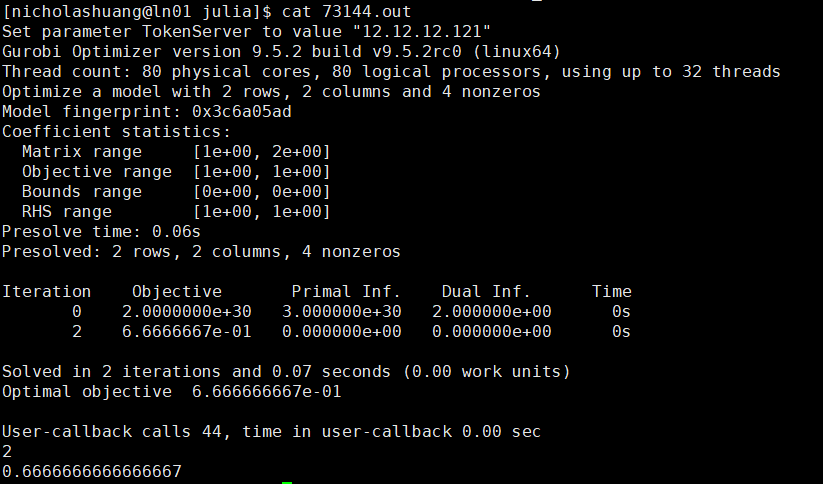 [nicholashuang@ln01 julia]$ cat 73144.out
Set parameter TokenServer to value "12.12.12.121"
Gurobi Optimizer version 9.5.2 build v9.5.2rc0 (linux64)
Thread count: 80 physical cores, 80 logical processors, using up to 32 threads
Optimize a model with 2 rows, 2 columns and 4 nonzeros
Model fingerprint: 0x3c6a05ad
Coefficient statistics:
  Matrix range     [1e+00, 2e+00]
  Objective range  [1e+00, 1e+00]
  Bounds range     [0e+00, 0e+00]
  RHS range        [1e+00, 1e+00]
Presolve time: 0.06s
Presolved: 2 rows, 2 columns, 4 nonzeros

Iteration    Objective       Primal Inf.    Dual Inf.      Time
       0    2.0000000e+30   3.000000e+30   2.000000e+00      0s
       2    6.6666667e-01   0.000000e+00   0.000000e+00      0s

Solved in 2 iterations and 0.07 seconds (0.00 work units)
Optimal objective  6.666666667e-01

User-callback calls 44, time in user-callback 0.00 sec
2
0.6666666666666667